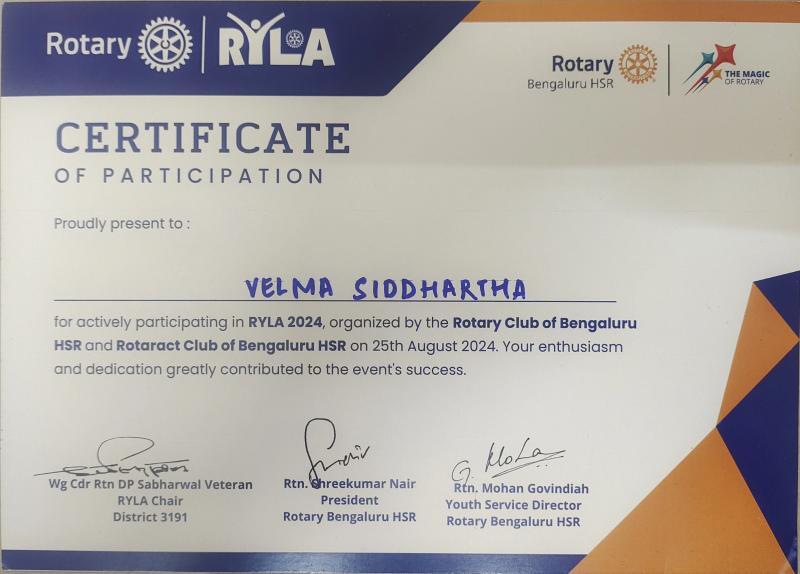 Rotary RYLA
Rotary
Bengaluru HSR
THE MAGIC
OF ROTARY
CERTIFICATE
OF PARTICIPATION
Proudly present to :
VELMA SIDDHARTHA
for actively participating in RYLA 2024, organized by the Rotary Club of Bengaluru
HSR and Rotaract Club of Bengaluru HSR on 25th August 2024. Your enthusiasm
and dedication greatly contributed to the event's success.
Wg Cdr Rtn DP Sabharwal Veteran
RYLA Chair
District 3191
Rtn. Shreekumar Nair
President
Rotary Bengaluru HSR
Rtn. Mohan Govindiah
Youth Service Director
Rotary Bengaluru HSR